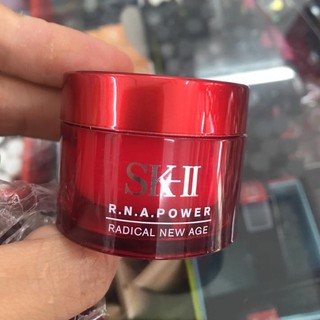 SK-II
R.N.A.POWER
RADICAL NEW AGE